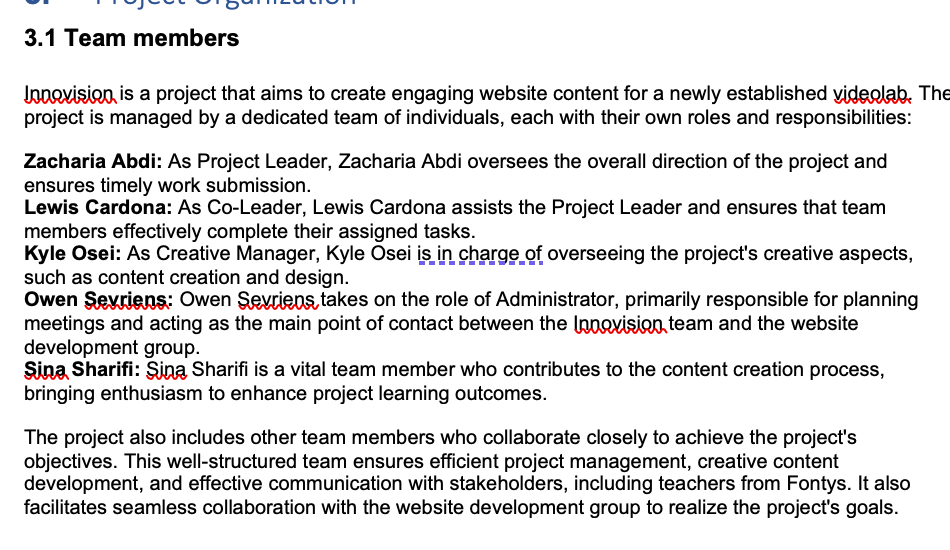 Project Organization
3.1 Team members
Innovision is a project that aims to create engaging website content for a newly established videolab. The
project is managed by a dedicated team of individuals, each with their own roles and responsibilities:
Zacharia Abdi: As Project Leader, Zacharia Abdi oversees the overall direction of the project and
ensures timely work submission.
Lewis Cardona: As Co-Leader, Lewis Cardona assists the Project Leader and ensures that team
members effectively complete their assigned tasks.
Kyle Osei: As Creative Manager, Kyle Osei is in charge of overseeing the project's creative aspects,
such as content creation and design.
Owen Sevriens: Owen Sevriens takes on the role of Administrator, primarily responsible for planning
meetings and acting as the main point of contact between the Innovision team and the website
development group.
Sina Sharifi: Sina Sharifi is a vital team member who contributes to the content creation process,
bringing enthusiasm to enhance project learning outcomes.
The project also includes other team members who collaborate closely to achieve the project's
objectives. This well-structured team ensures efficient project management, creative content
development, and effective communication with stakeholders, including teachers from Fontys. It also
facilitates seamless collaboration with the website development group to realize the project's goals.